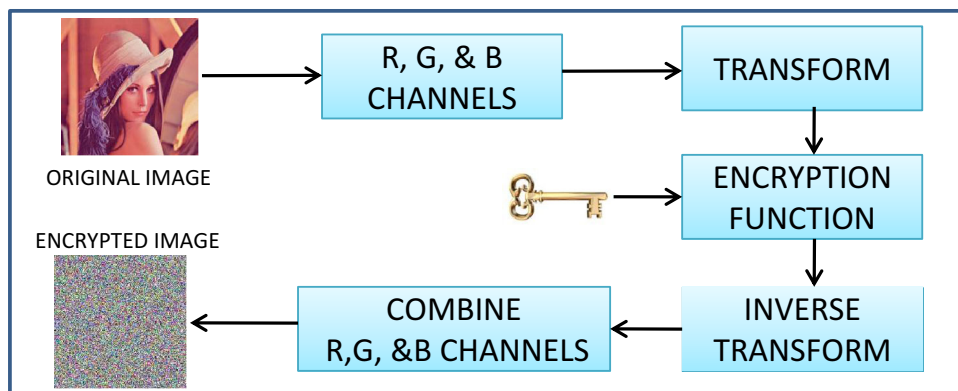 R, G, & B
CHANNELS
TRANSFORM
ORIGINAL IMAGE
ENCRYPTION
FUNCTION
ENCRYPTED IMAGE
COMBINE
R,G, &B CHANNELS
INVERSE
TRANSFORM